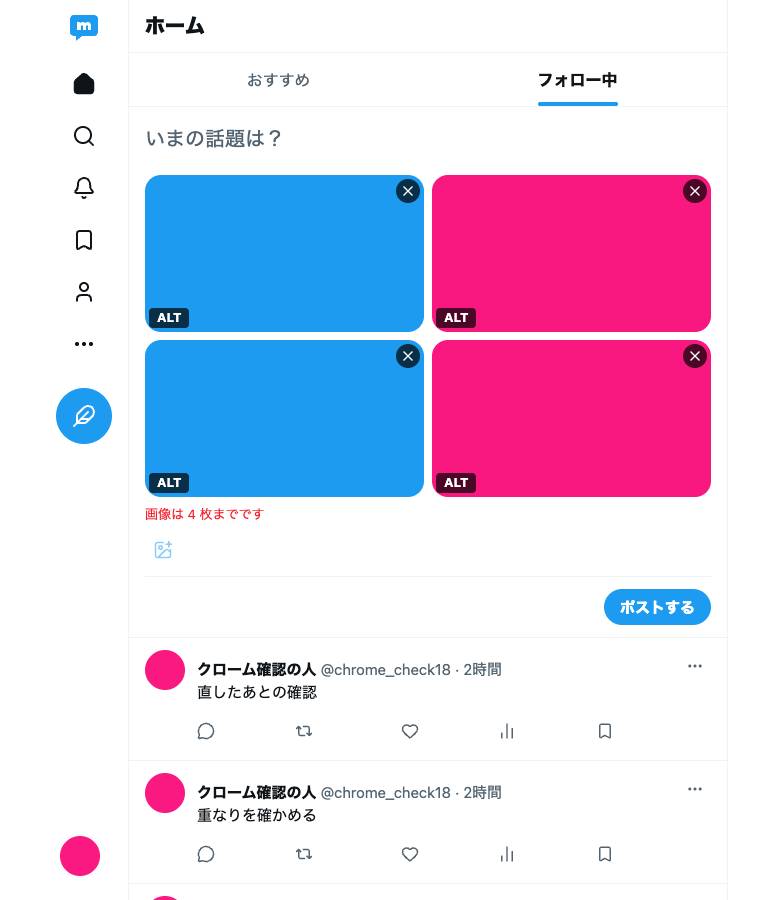 m
ホーム
おすすめ
フォロー中
いまの話題は？
ALT
ALT
ALT
ALT
画像は 4 枚までです
ポストする
クローム確認の人 @chrome_check18 · 2時間
直したあとの確認
クローム確認の人 @chrome_check18 · 2時間
重なりを確かめる